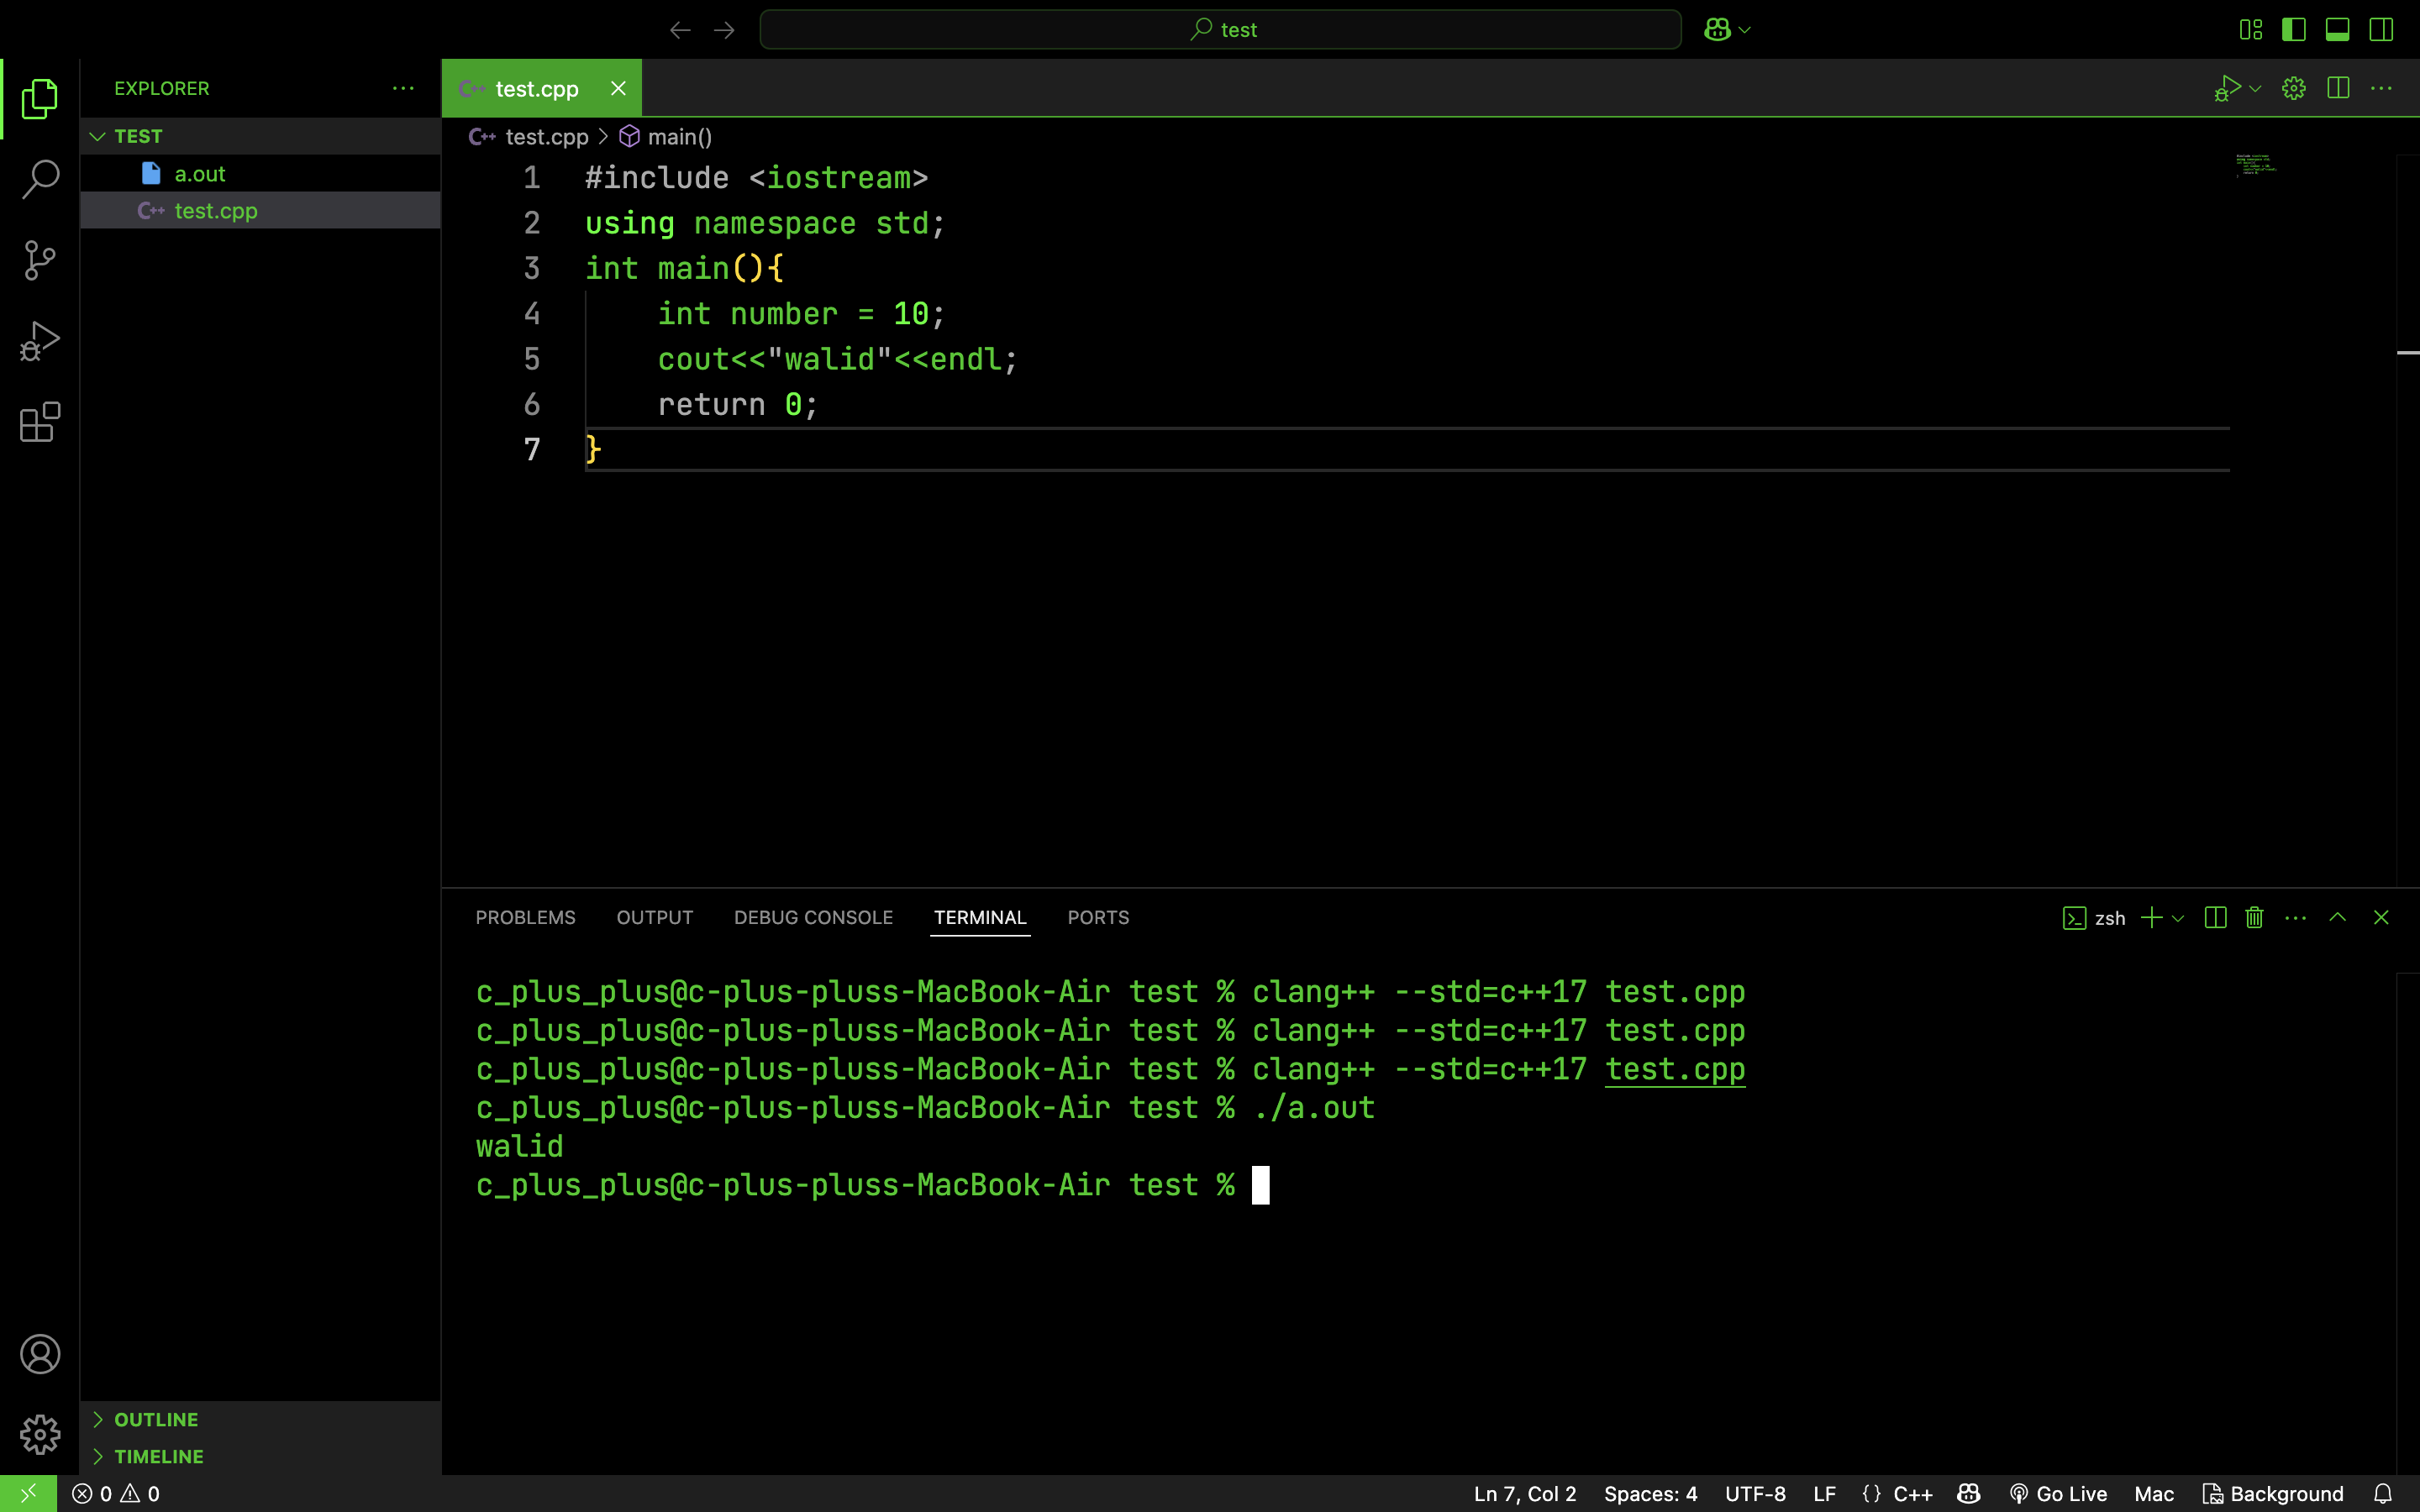 test
EXPLORER
TEST
a.out
C++ test.cpp
C++ test.cpp
C++ test.cpp > main()
1 #include <iostream>
2 using namespace std;
3 int main(){
4     int number = 10;
5     cout<<"walid"<<endl;
6     return 0;
7 }
PROBLEMS OUTPUT DEBUG CONSOLE TERMINAL PORTS
zsh
c_plus_plus@c-plus-pluss-MacBook-Air test % clang++ --std=c++17 test.cpp
c_plus_plus@c-plus-pluss-MacBook-Air test % clang++ --std=c++17 test.cpp
c_plus_plus@c-plus-pluss-MacBook-Air test % clang++ --std=c++17 test.cpp
c_plus_plus@c-plus-pluss-MacBook-Air test % ./a.out
walid
c_plus_plus@c-plus-pluss-MacBook-Air test %
OUTLINE
TIMELINE
0 0
Ln 7, Col 2 Spaces: 4 UTF-8 LF {} C++ Go Live Mac Background